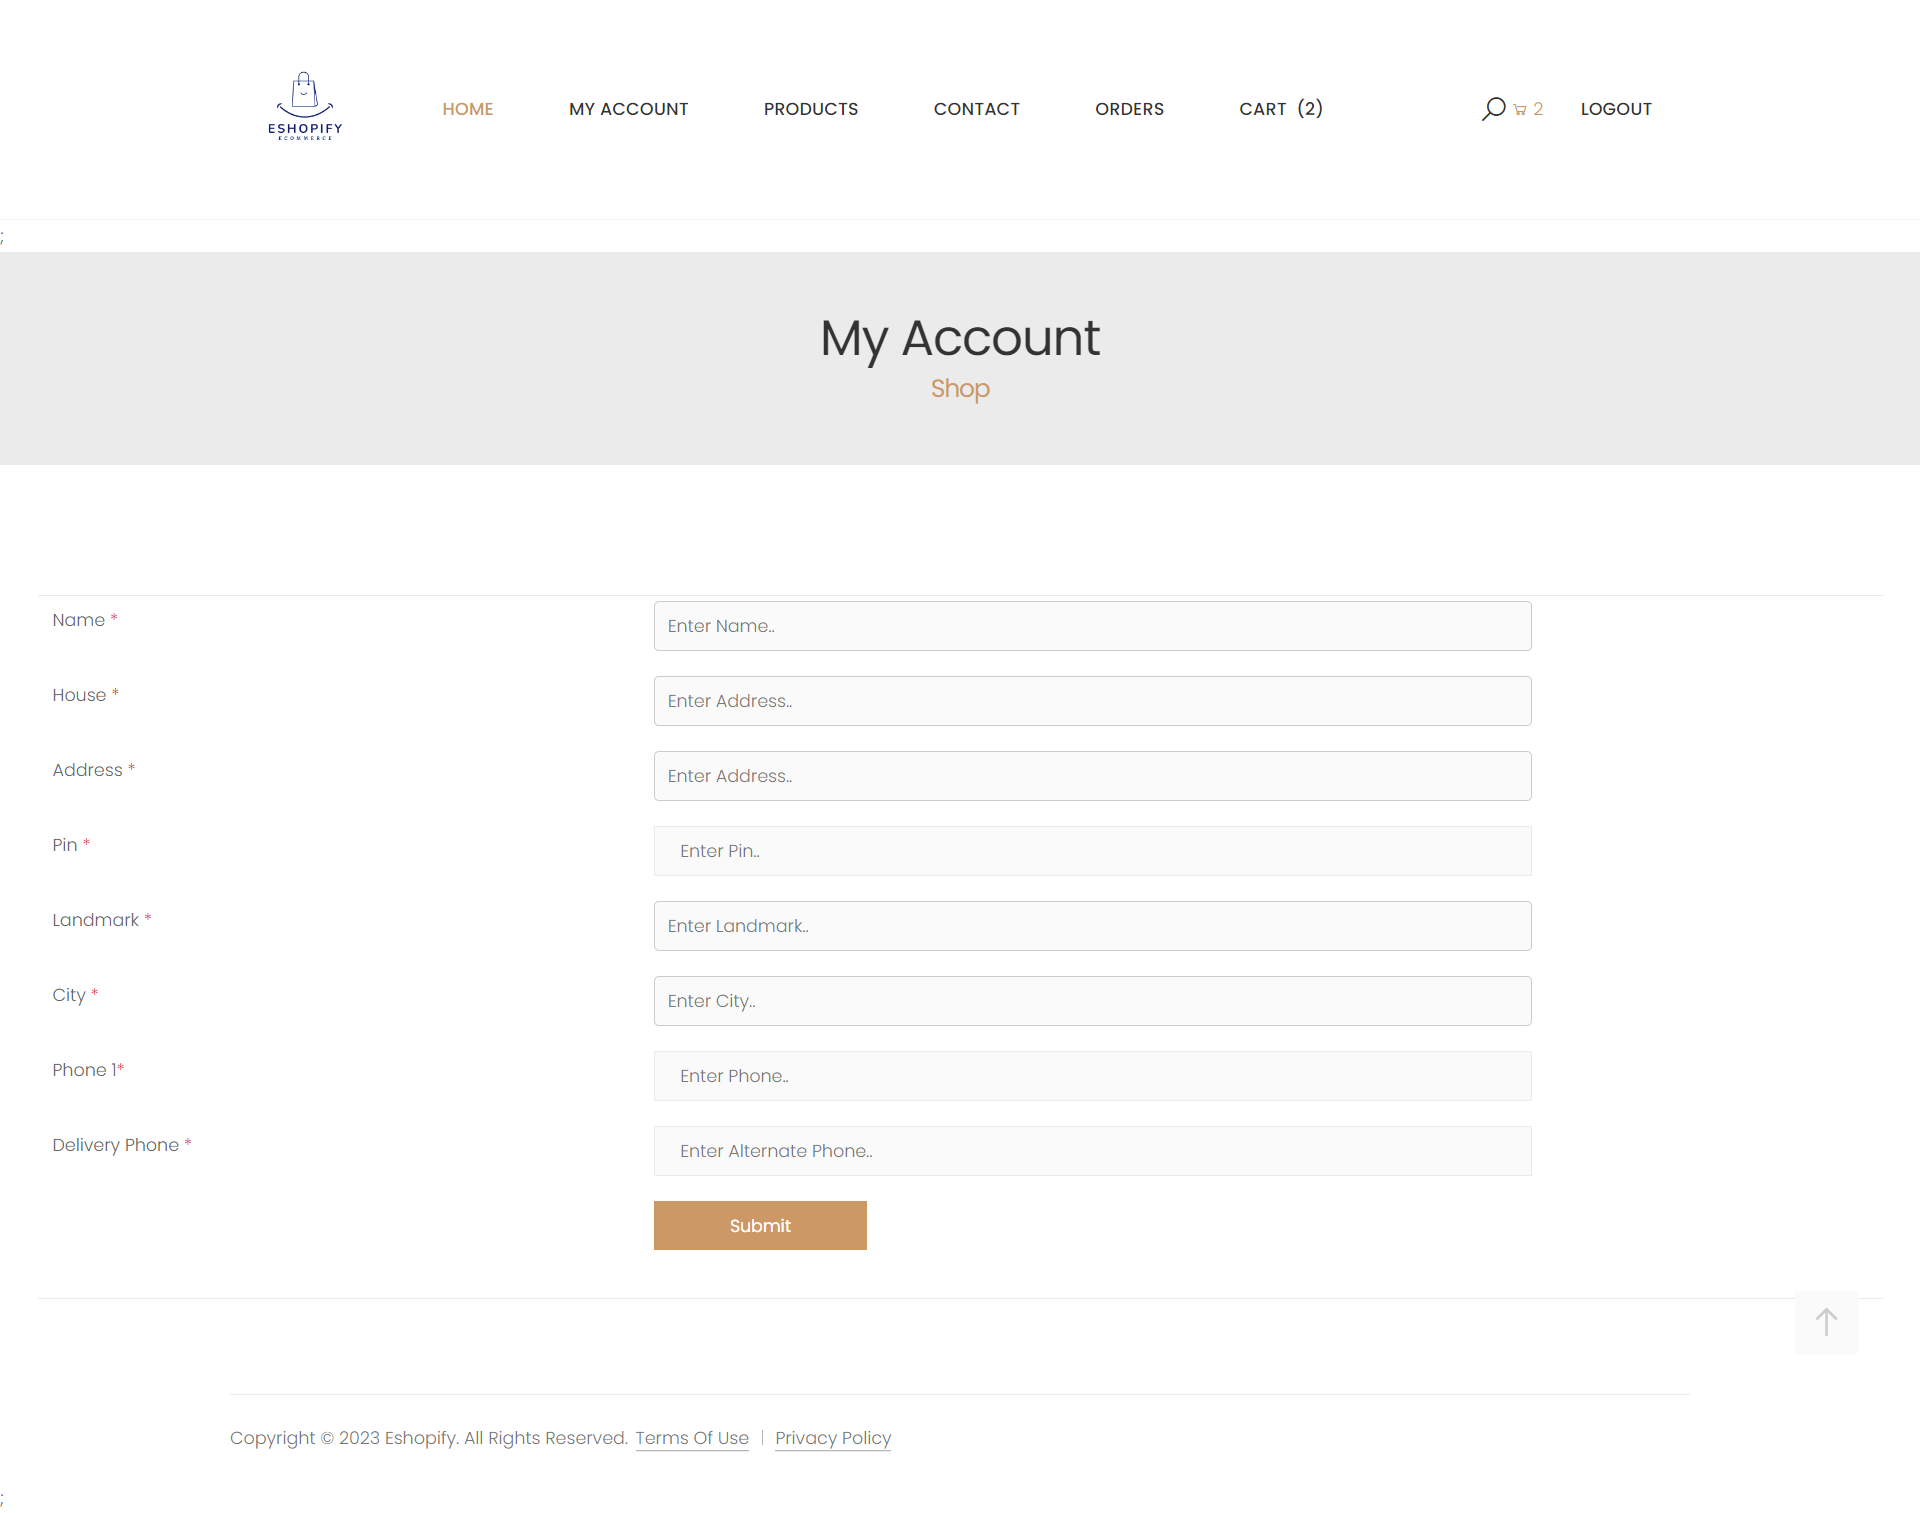 ESHOPIFY
ECOMMERCE
HOME MY ACCOUNT PRODUCTS CONTACT ORDERS CART (2) 2 LOGOUT
;
My Account
Shop
Name * Enter Name..
House * Enter Address..
Address * Enter Address..
Pin * Enter Pin..
Landmark * Enter Landmark..
City * Enter City..
Phone 1* Enter Phone..
Delivery Phone * Enter Alternate Phone..
Submit
Copyright © 2023 Eshopify. All Rights Reserved. Terms Of Use | Privacy Policy
;